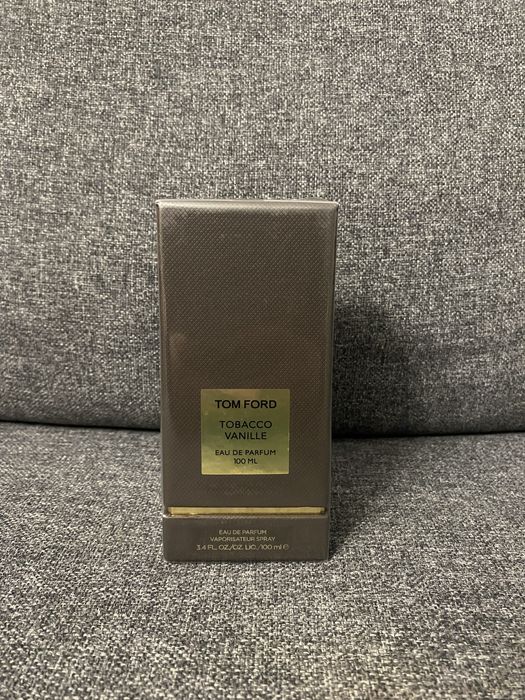 TOM FORD
TOBACCO
VANILLE
EAU DE PARFUM
100 ML
EAU DE PARFUM
VAPORISATEUR SPRAY
3.4 FL. OZ./OZ. LIC./100 ml ℮